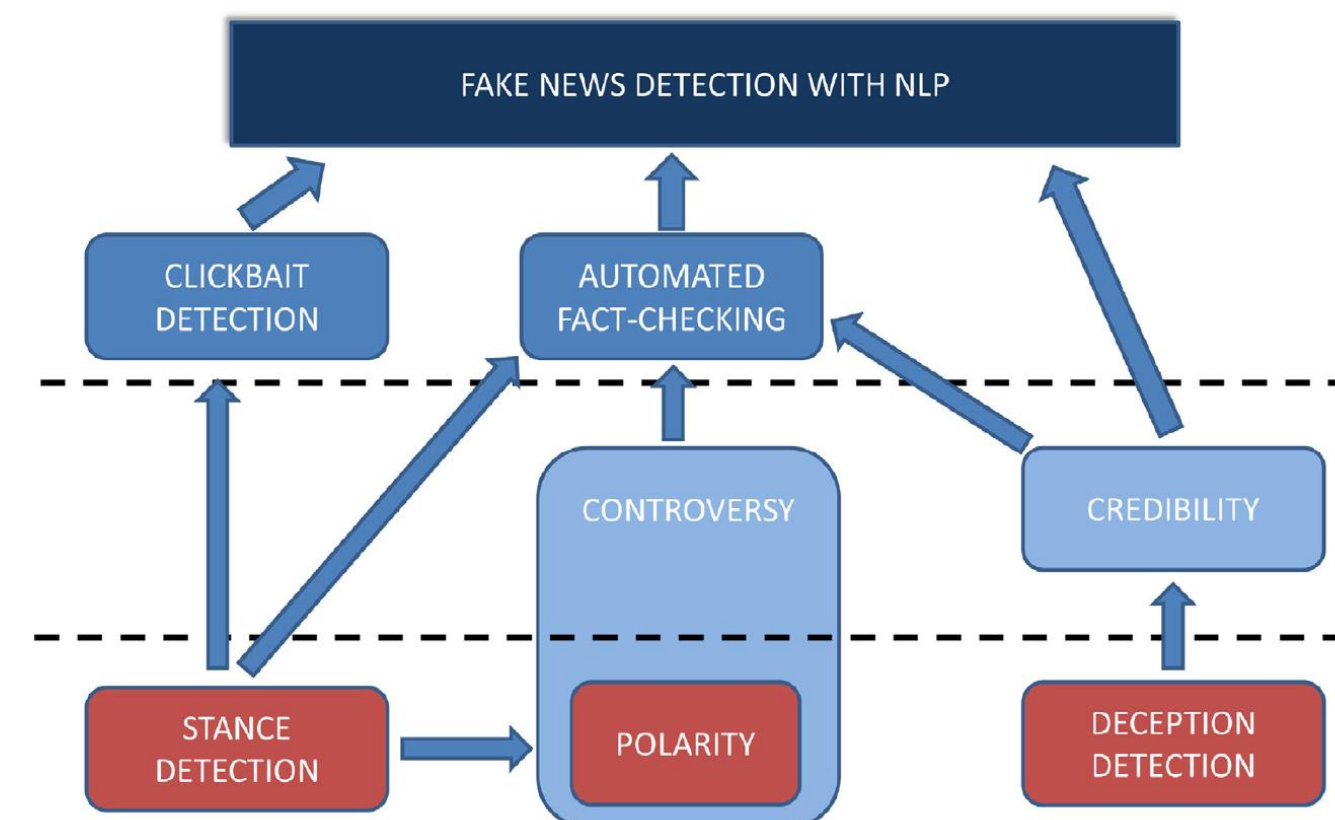 FAKE NEWS DETECTION WITH NLP
CLICKBAIT
DETECTION
AUTOMATED
FACT-CHECKING
CONTROVERSY
CREDIBILITY
STANCE
DETECTION
POLARITY
DECEPTION
DETECTION